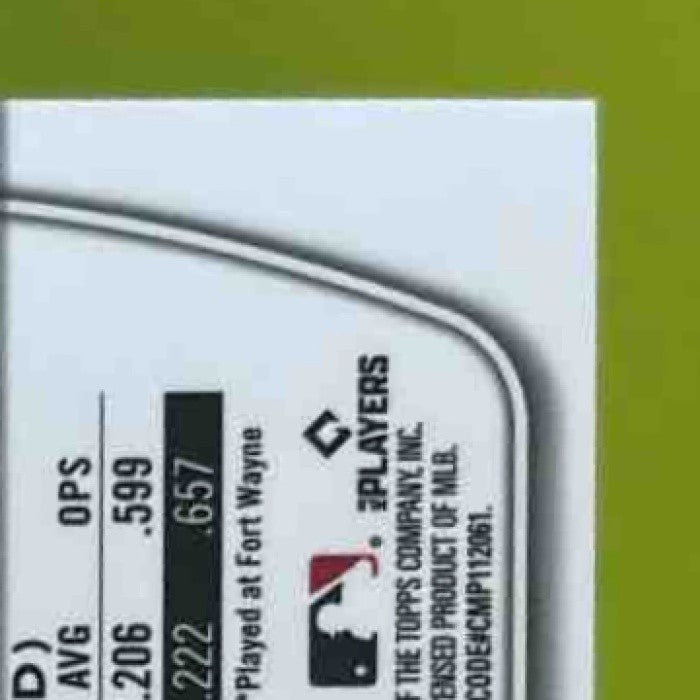 D)
AVG OPS
.206 .599
.222 .657
*Played at Fort Wayne
PLAYERS
F THE TOPPS COMPANY, INC.
ENSED PRODUCT OF MLB.
CODE#CMP112061.